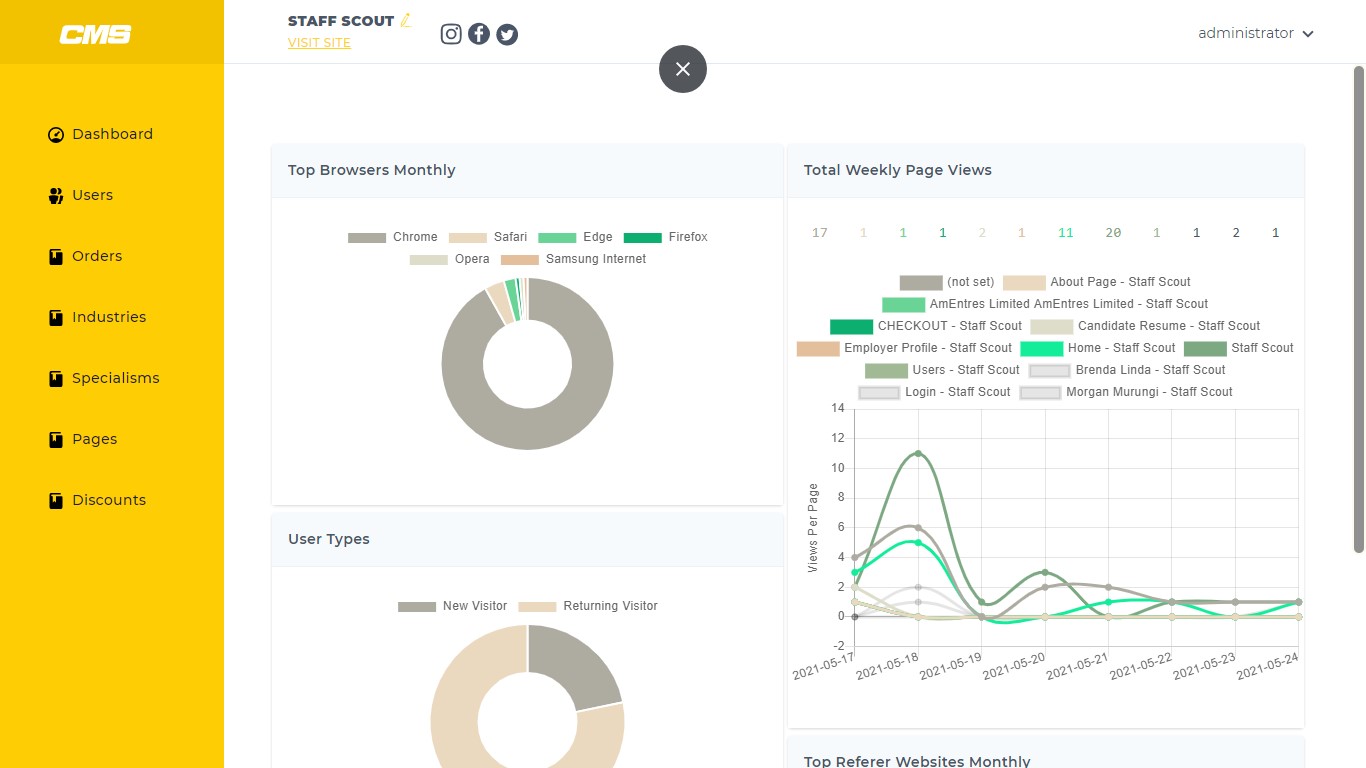 CMS
STAFF SCOUT
VISIT SITE
administrator
Dashboard
Users
Orders
Industries
Specialisms
Pages
Discounts
Top Browsers Monthly
Chrome Safari Edge Firefox
Opera Samsung Internet
User Types
New Visitor Returning Visitor
Total Weekly Page Views
17 1 1 1 2 1 11 20 1 1 2 1
(not set) About Page - Staff Scout
AmEntres Limited AmEntres Limited - Staff Scout
CHECKOUT - Staff Scout Candidate Resume - Staff Scout
Employer Profile - Staff Scout Home - Staff Scout Staff Scout
Users - Staff Scout Brenda Linda - Staff Scout
Login - Staff Scout Morgan Murungi - Staff Scout
Views Per Page
14
12
10
8
6
4
2
0
-2
2021-05-17 2021-05-18 2021-05-19 2021-05-20 2021-05-21 2021-05-22 2021-05-23 2021-05-24
Top Referer Websites Monthly